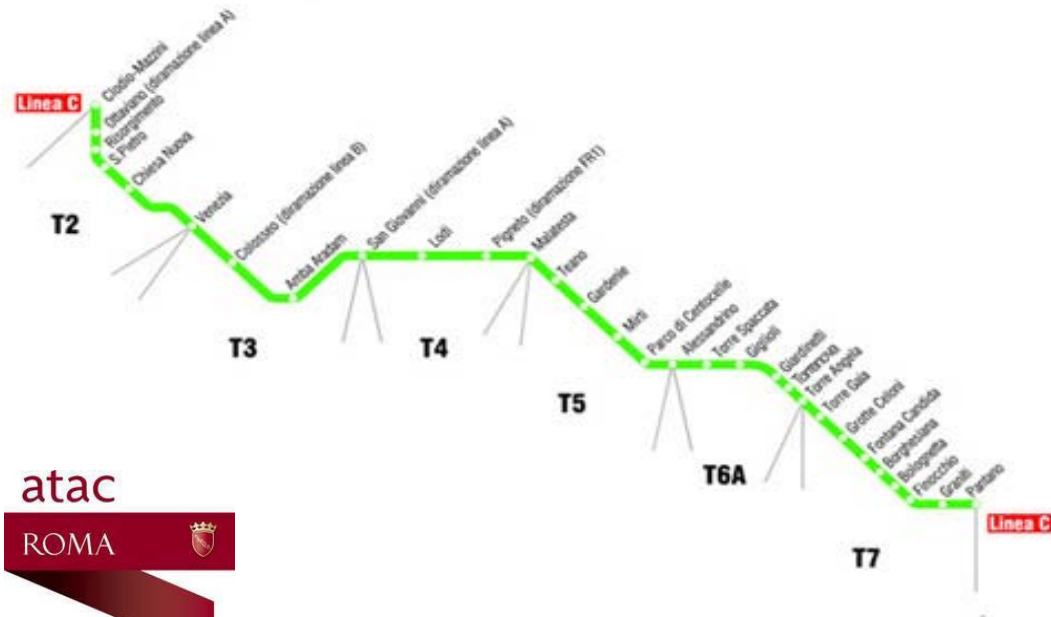 Linea C
Clodio-Mazzini
Ottaviano (diramazione linea A)
Risorgimento
S.Pietro
Chiesa Nuova
Venezia
Colosseo (diramazione linea B)
Amba Aradam
San Giovanni (diramazione linea A)
Lodi
Pigneto (diramazione FR1)
Malatesta
Teano
Gardenie
Mirti
Parco di Centocelle
Alessandrino
Torre Spaccata
Giglioli
Giardinetti
Torrenova
Torre Angela
Torre Gaia
Grotte Celoni
Fontana Candida
Borghesiana
Bolognetta
Finocchio
Graniti
Pantano
Linea C
T2
T3
T4
T5
T6A
T7
atac
ROMA